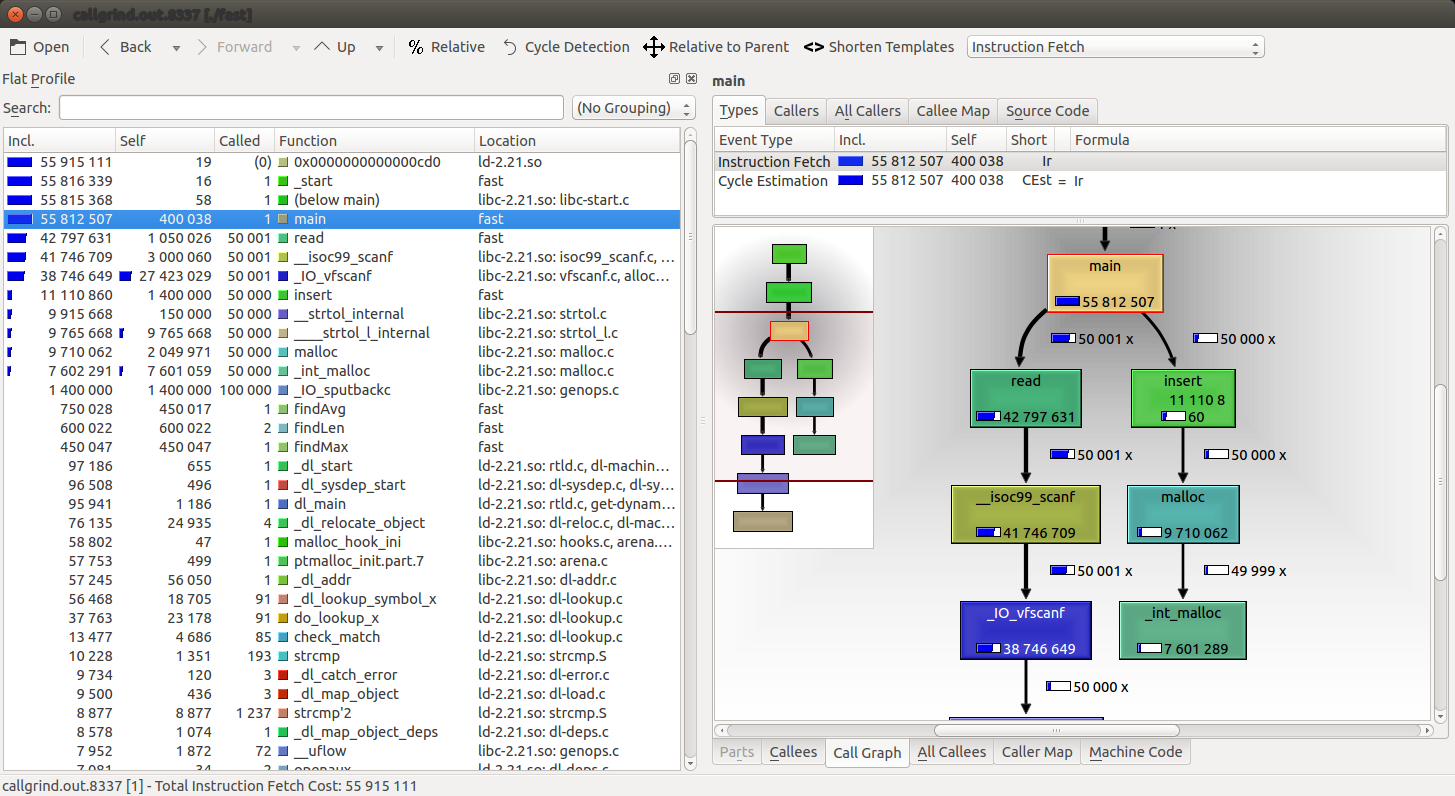 callgrind.out.8337 [./fast]
Open Back Forward Up % Relative Cycle Detection Relative to Parent <> Shorten Templates Instruction Fetch
Flat Profile
Search: (No Grouping)
Incl. Self Called Function Location
55 915 111 19 (0) 0x0000000000000cd0 ld-2.21.so
55 816 339 16 1 _start fast
55 815 368 58 1 (below main) libc-2.21.so: libc-start.c
55 812 507 400 038 1 main fast
42 797 631 1 050 026 50 001 read fast
41 746 709 3 000 060 50 001 __isoc99_scanf libc-2.21.so: isoc99_scanf.c, ...
38 746 649 27 423 029 50 001 _IO_vfscanf libc-2.21.so: vfscanf.c, alloc...
11 110 860 1 400 000 50 000 insert fast
9 915 668 150 000 50 000 __strtol_internal libc-2.21.so: strtol.c
9 765 668 9 765 668 50 000 ____strtol_l_internal libc-2.21.so: strtol_l.c
9 710 062 2 049 971 50 000 malloc libc-2.21.so: malloc.c
7 602 291 7 601 059 50 000 _int_malloc libc-2.21.so: malloc.c
1 400 000 1 400 000 100 000 _IO_sputbackc libc-2.21.so: genops.c
750 028 450 017 1 findAvg fast
600 022 600 022 2 findLen fast
450 047 450 047 1 findMax fast
97 186 655 1 _dl_start ld-2.21.so: rtld.c, dl-machin...
96 508 496 1 _dl_sysdep_start ld-2.21.so: dl-sysdep.c, dl-sy...
95 941 1 186 1 dl_main ld-2.21.so: rtld.c, get-dynam...
76 135 24 935 4 _dl_relocate_object ld-2.21.so: dl-reloc.c, dl-mac...
58 802 47 1 malloc_hook_ini libc-2.21.so: hooks.c, arena....
57 753 499 1 ptmalloc_init.part.7 libc-2.21.so: arena.c
57 245 56 050 1 _dl_addr libc-2.21.so: dl-addr.c
56 468 18 705 91 _dl_lookup_symbol_x ld-2.21.so: dl-lookup.c
37 763 23 178 91 do_lookup_x ld-2.21.so: dl-lookup.c
13 477 4 686 85 check_match ld-2.21.so: dl-lookup.c
10 228 1 351 193 strcmp ld-2.21.so: strcmp.S
9 734 120 3 _dl_catch_error ld-2.21.so: dl-error.c
9 500 436 3 _dl_map_object ld-2.21.so: dl-load.c
8 877 8 877 1 237 strcmp'2 ld-2.21.so: strcmp.S
8 578 1 074 1 _dl_map_object_deps ld-2.21.so: dl-deps.c
7 952 1 872 72 __uflow libc-2.21.so: genops.c
7 081 34 2 openaux ld-2.21.so: dl-deps.c
main
Types Callers All Callers Callee Map Source Code
Event Type Incl. Self Short Formula
Instruction Fetch 55 812 507 400 038 Ir
Cycle Estimation 55 812 507 400 038 CEst = Ir
main
55 812 507
50 001 x 50 000 x
read insert
11 110 8
42 797 631 60
50 001 x 50 000 x
__isoc99_scanf malloc
41 746 709 9 710 062
50 001 x 49 999 x
_IO_vfscanf _int_malloc
38 746 649 7 601 289
50 000 x
Parts Callees Call Graph All Callees Caller Map Machine Code
callgrind.out.8337 [1] - Total Instruction Fetch Cost: 55 915 111